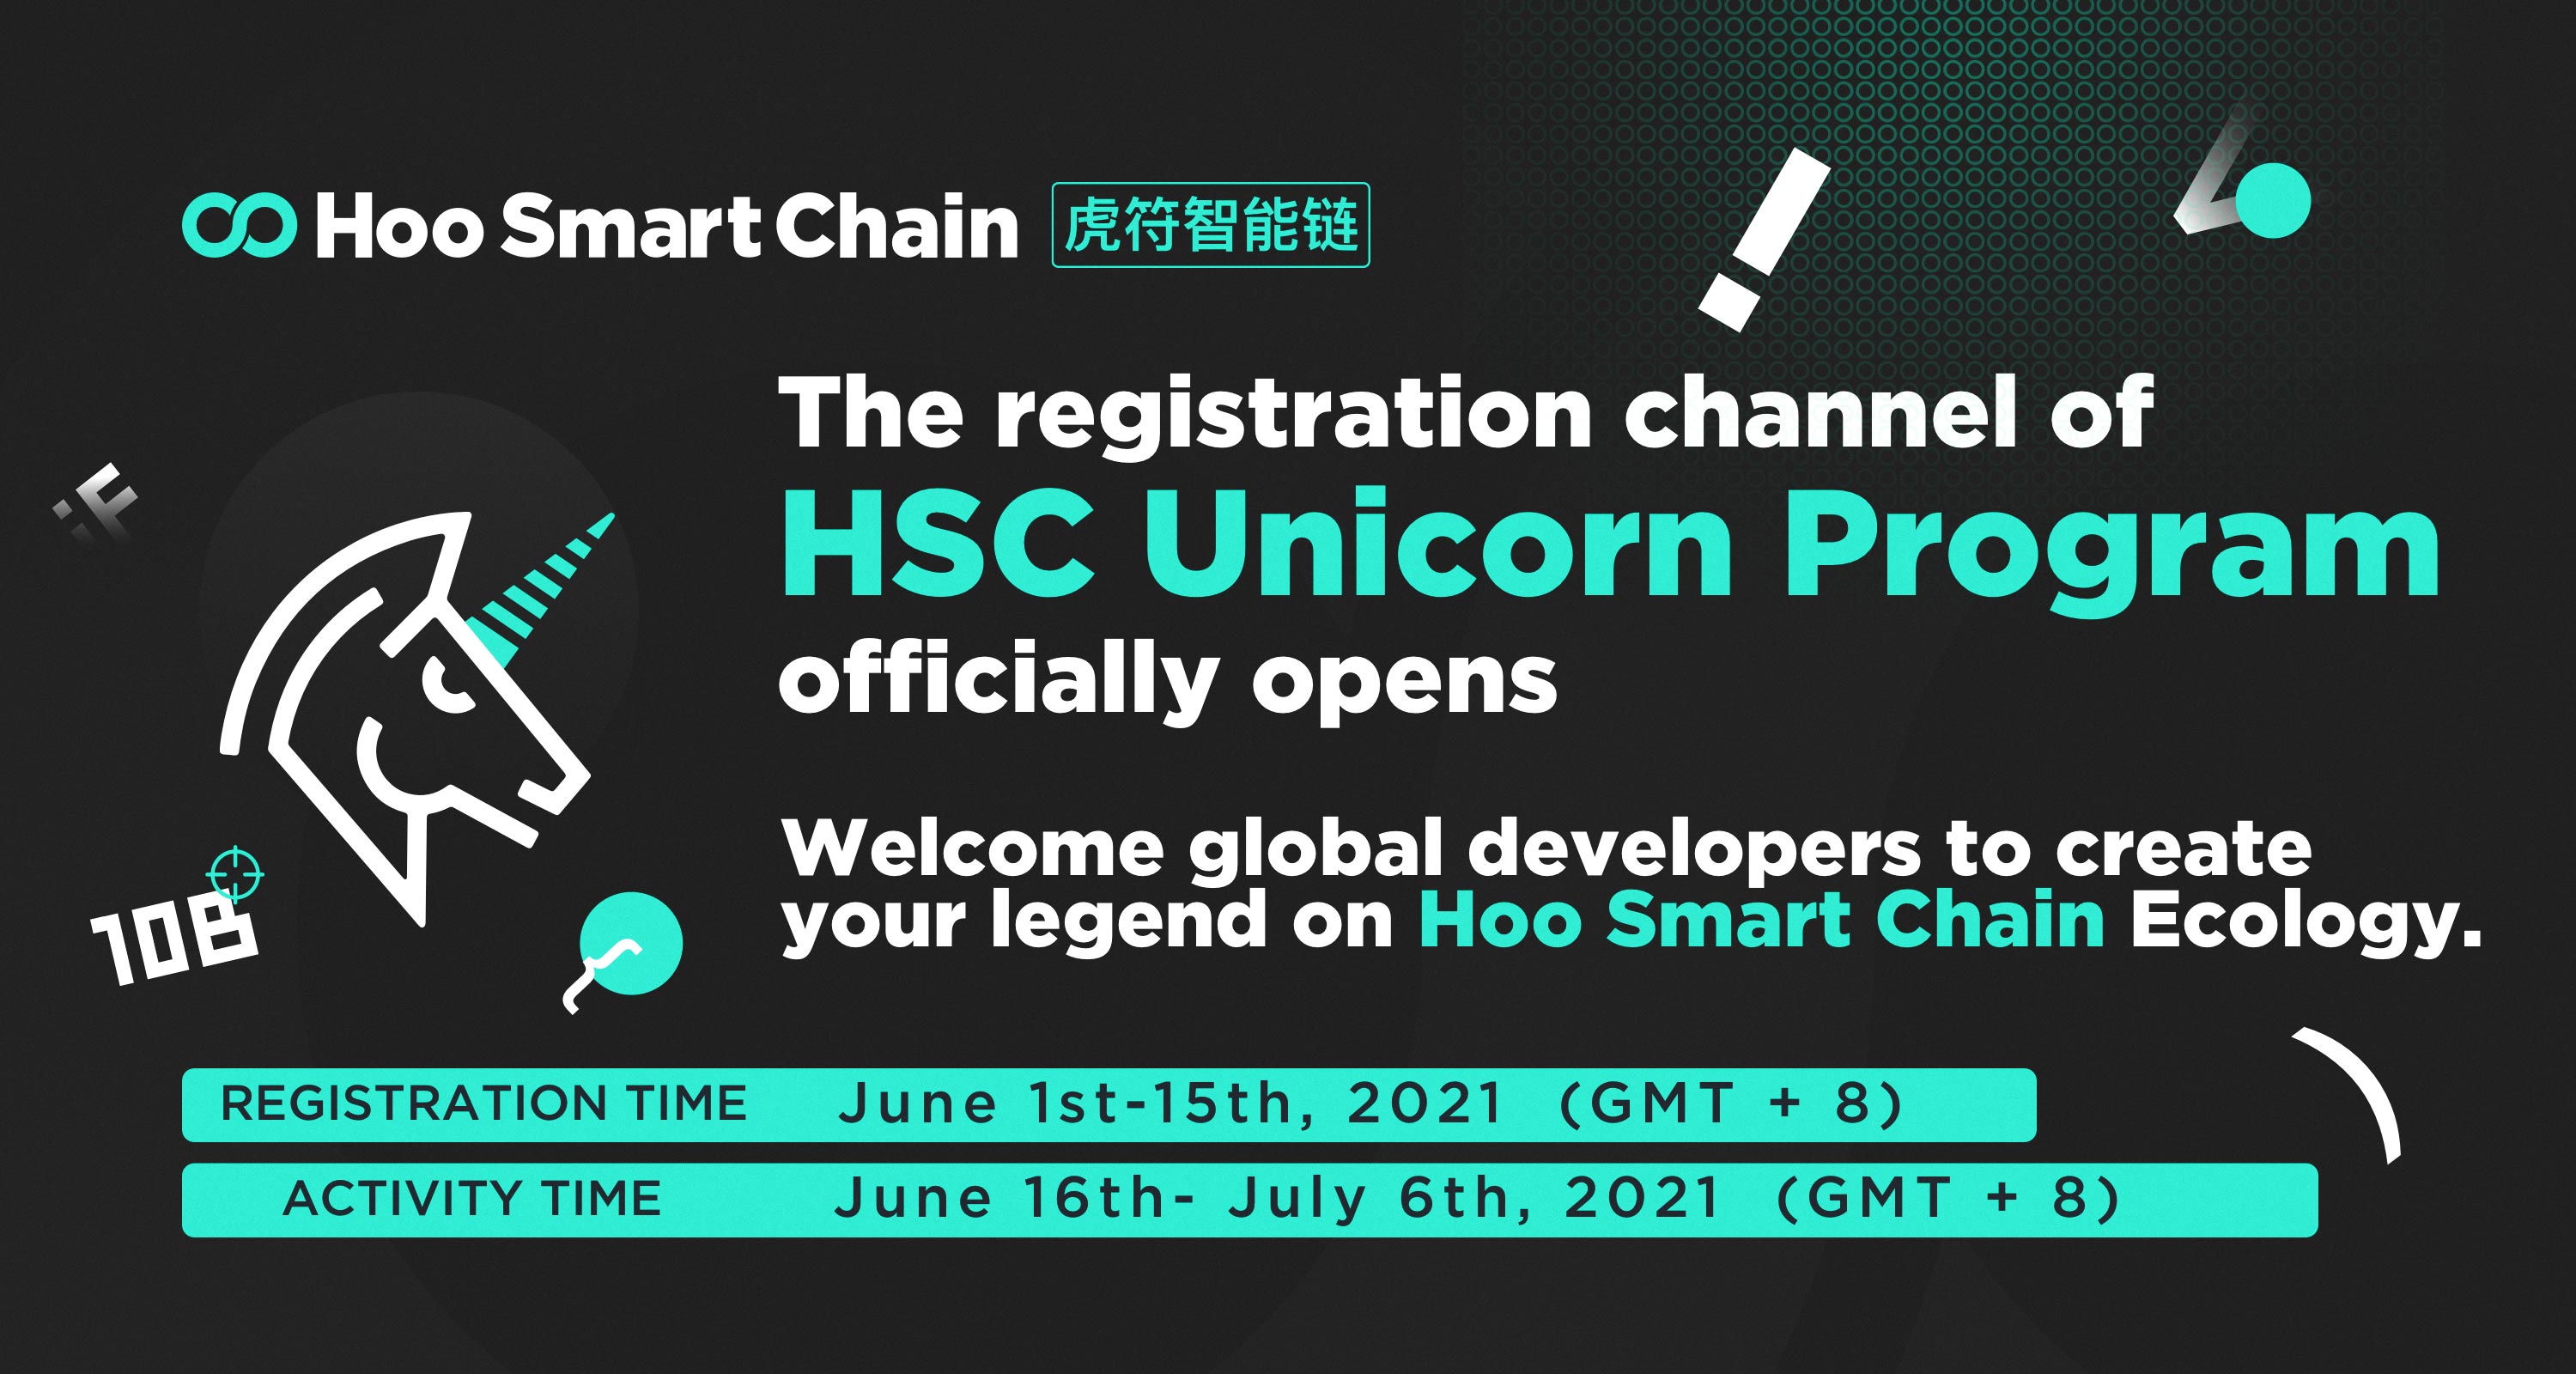 Hoo Smart Chain 虎符智能链
!
<
The registration channel of
HSC Unicorn Program
officially opens
:F
Welcome global developers to create
your legend on Hoo Smart Chain Ecology.
10B
{
)
REGISTRATION TIME June 1st-15th, 2021 (GMT + 8)
ACTIVITY TIME June 16th- July 6th, 2021 (GMT + 8)